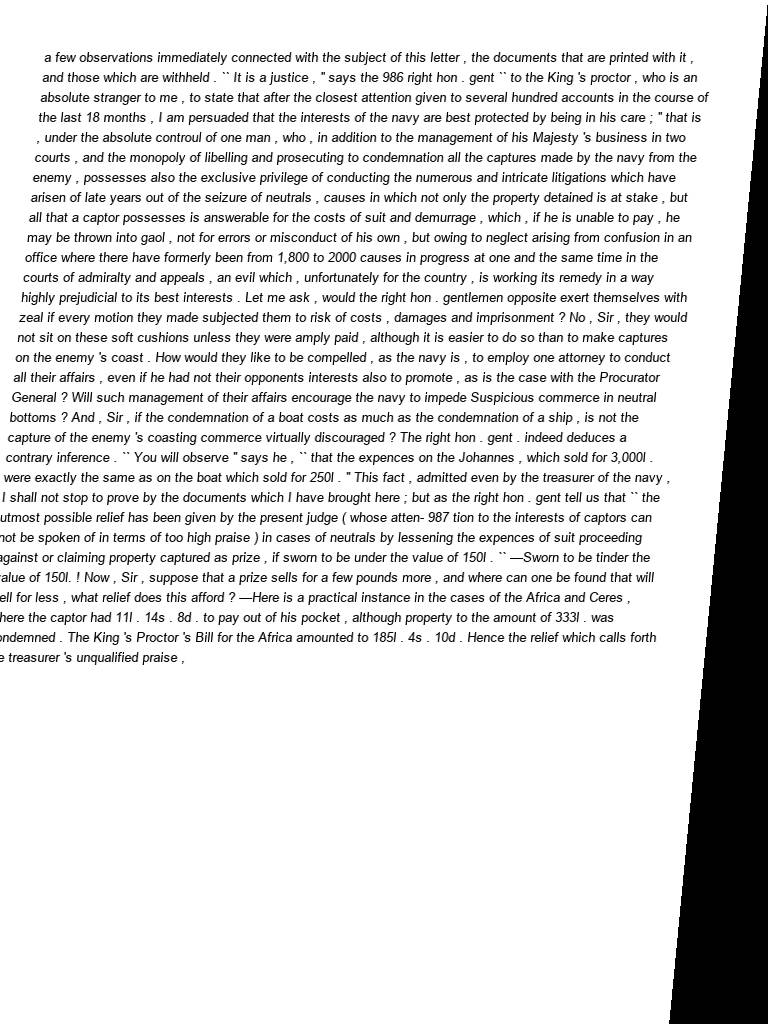 a few observations immediately connected with the subject of this letter , the documents that are printed with it ,
and those which are withheld . `` It is a justice , " says the 986 right hon . gent `` to the King 's proctor , who is an
absolute stranger to me , to state that after the closest attention given to several hundred accounts in the course of
the last 18 months , I am persuaded that the interests of the navy are best protected by being in his care ; " that is
, under the absolute controul of one man , who , in addition to the management of his Majesty 's business in two
courts , and the monopoly of libelling and prosecuting to condemnation all the captures made by the navy from the
enemy , possesses also the exclusive privilege of conducting the numerous and intricate litigations which have
arisen of late years out of the seizure of neutrals , causes in which not only the property detained is at stake , but
all that a captor possesses is answerable for the costs of suit and demurrage , which , if he is unable to pay , he
may be thrown into gaol , not for errors or misconduct of his own , but owing to neglect arising from confusion in an
office where there have formerly been from 1,800 to 2000 causes in progress at one and the same time in the
courts of admiralty and appeals , an evil which , unfortunately for the country , is working its remedy in a way
highly prejudicial to its best interests . Let me ask , would the right hon . gentlemen opposite exert themselves with
zeal if every motion they made subjected them to risk of costs , damages and imprisonment ? No , Sir , they would
not sit on these soft cushions unless they were amply paid , although it is easier to do so than to make captures
on the enemy 's coast . How would they like to be compelled , as the navy is , to employ one attorney to conduct
all their affairs , even if he had not their opponents interests also to promote , as is the case with the Procurator
General ? Will such management of their affairs encourage the navy to impede Suspicious commerce in neutral
bottoms ? And , Sir , if the condemnation of a boat costs as much as the condemnation of a ship , is not the
capture of the enemy 's coasting commerce virtually discouraged ? The right hon . gent . indeed deduces a
contrary inference . `` You will observe " says he , `` that the expences on the Johannes , which sold for 3,000l .
were exactly the same as on the boat which sold for 250l . " This fact , admitted even by the treasurer of the navy ,
I shall not stop to prove by the documents which I have brought here ; but as the right hon . gent tell us that `` the
utmost possible relief has been given by the present judge ( whose atten- 987 tion to the interests of captors can
not be spoken of in terms of too high praise ) in cases of neutrals by lessening the expences of suit proceeding
against or claiming property captured as prize , if sworn to be under the value of 150l . `` —Sworn to be tinder the
value of 150l. ! Now , Sir , suppose that a prize sells for a few pounds more , and where can one be found that will
ell for less , what relief does this afford ? —Here is a practical instance in the cases of the Africa and Ceres ,
here the captor had 11l . 14s . 8d . to pay out of his pocket , although property to the amount of 333l . was
ondemned . The King 's Proctor 's Bill for the Africa amounted to 185l . 4s . 10d . Hence the relief which calls forth
e treasurer 's unqualified praise ,